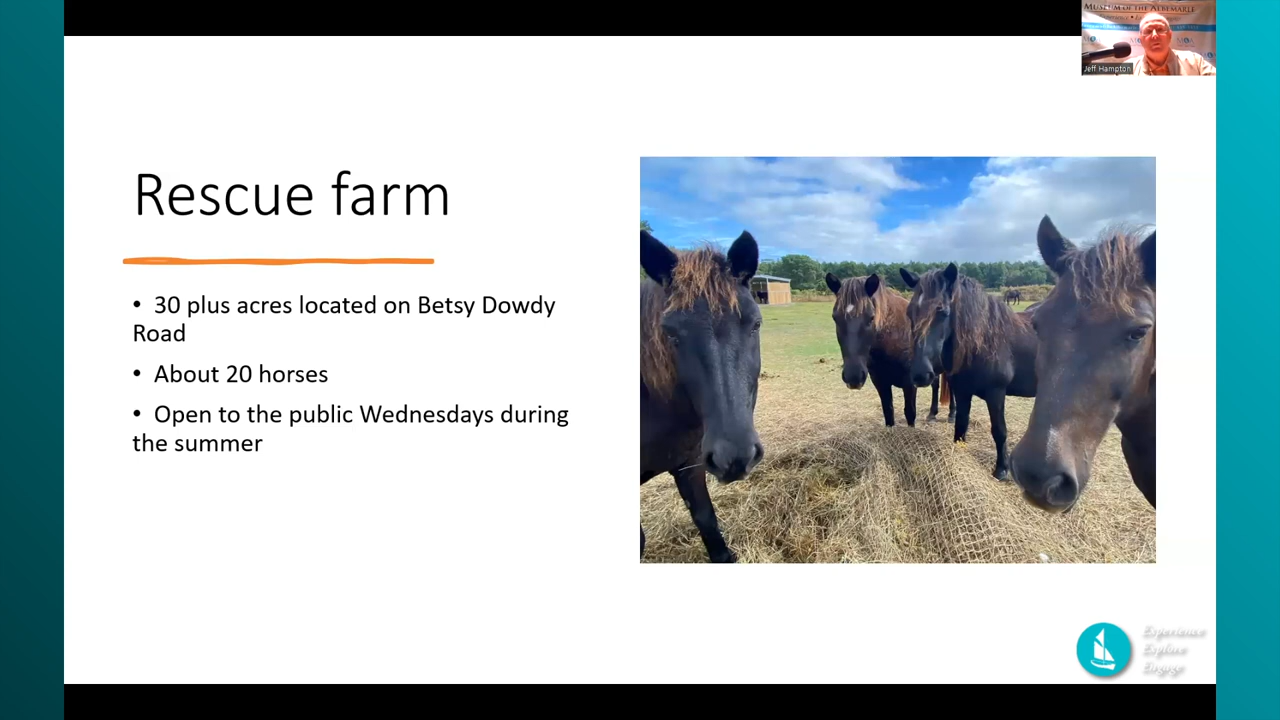 MUSEUM OF THE ALBEMARLE
Jeff Hampton
Rescue farm
• 30 plus acres located on Betsy Dowdy
Road
• About 20 horses
• Open to the public Wednesdays during
the summer
Experience
Explore
Engage